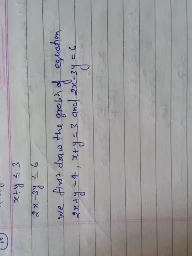 x+y ≤ 3
2x-3y ≤ 6
we first draw the graph of equation
2x+y=4, x+y=3 and 2x-3y=6.